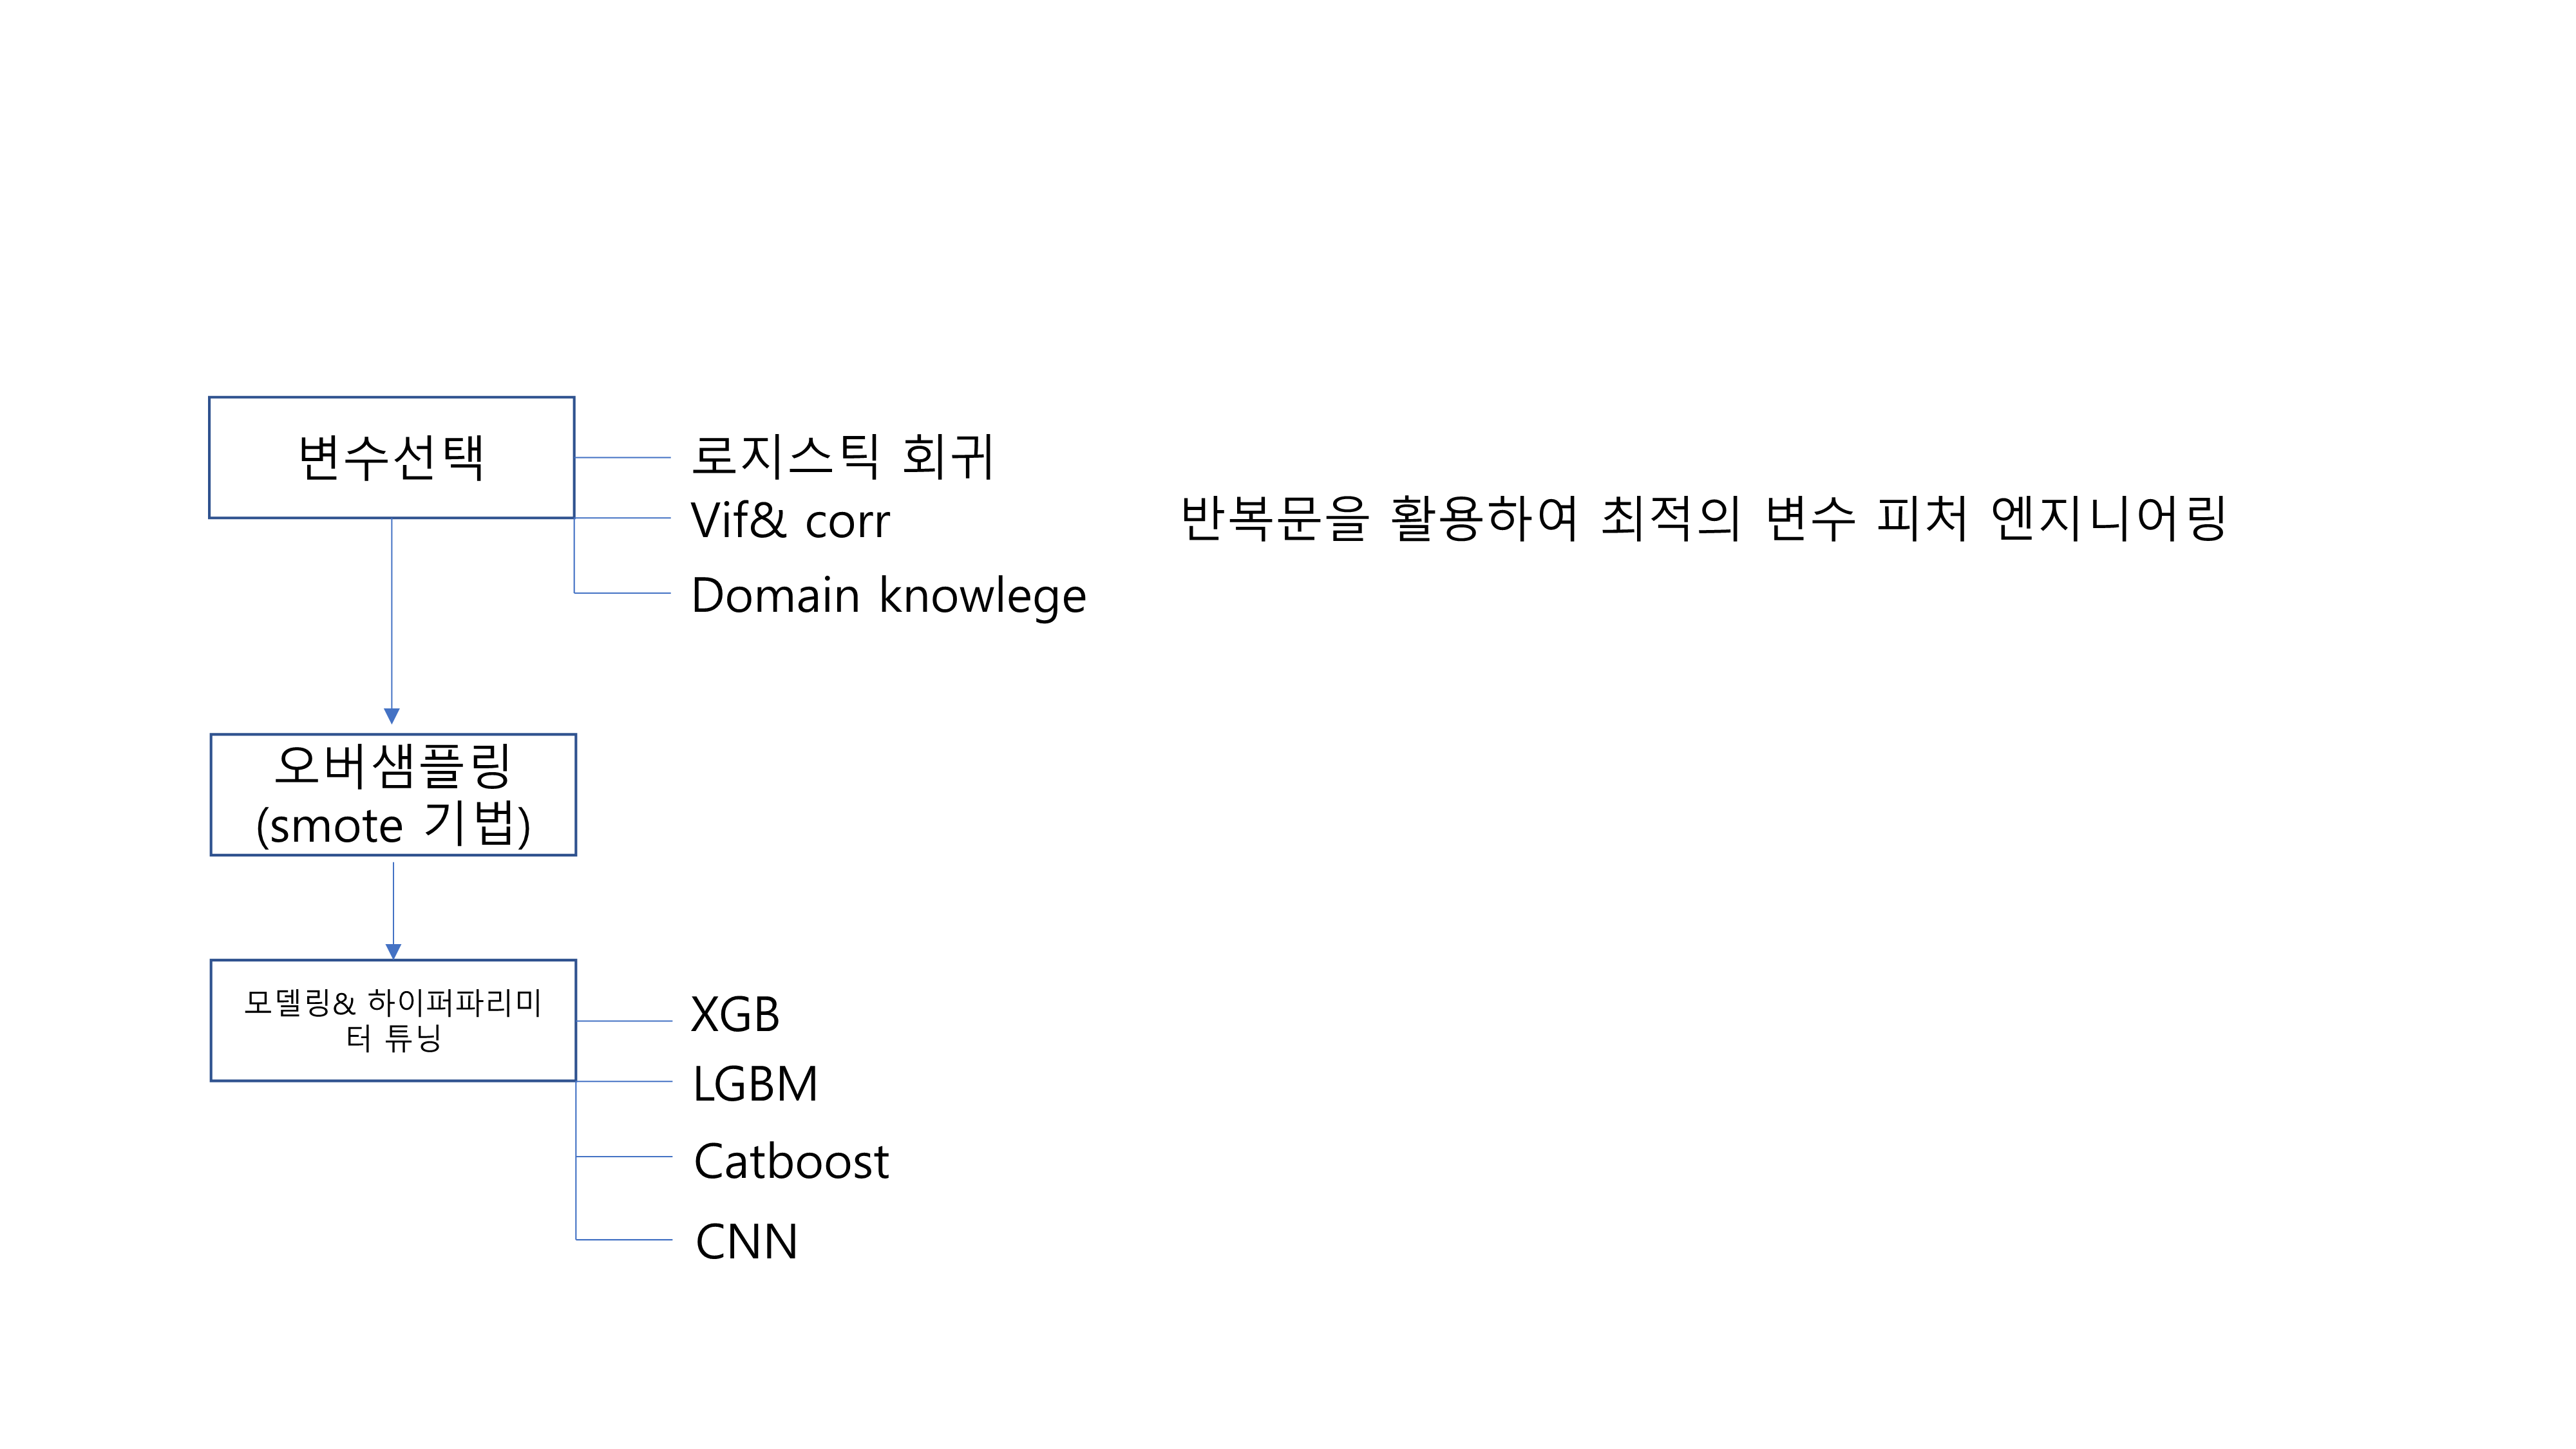 변수선택
로지스틱 회귀
Vif& corr
Domain knowlege
반복문을 활용하여 최적의 변수 피처 엔지니어링
오버샘플링
(smote 기법)
모델링& 하이퍼파리미
터 튜닝
XGB
LGBM
Catboost
CNN